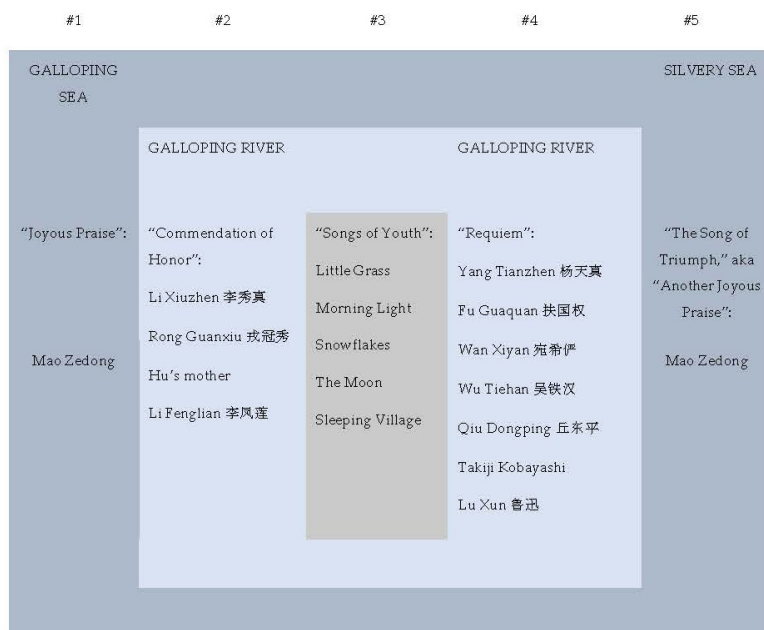 #1 #2 #3 #4 #5
GALLOPING
SEA
SILVERY SEA
GALLOPING RIVER
GALLOPING RIVER
“Joyous Praise”:
Mao Zedong
“Commendation of
Honor”:
Li Xiuzhen 李秀真
Rong Guanxiu 戎冠秀
Hu’s mother
Li Fenglian 李凤莲
“Songs of Youth”:
Little Grass
Morning Light
Snowflakes
The Moon
Sleeping Village
“Requiem”:
Yang Tianzhen 杨天真
Fu Guaquan 扶国权
Wan Xiyan 宛希俨
Wu Tiehan 吴铁汉
Qiu Dongping 丘东平
Takiji Kobayashi
Lu Xun 鲁迅
“The Song of
Triumph,” aka
“Another Joyous
Praise”:
Mao Zedong